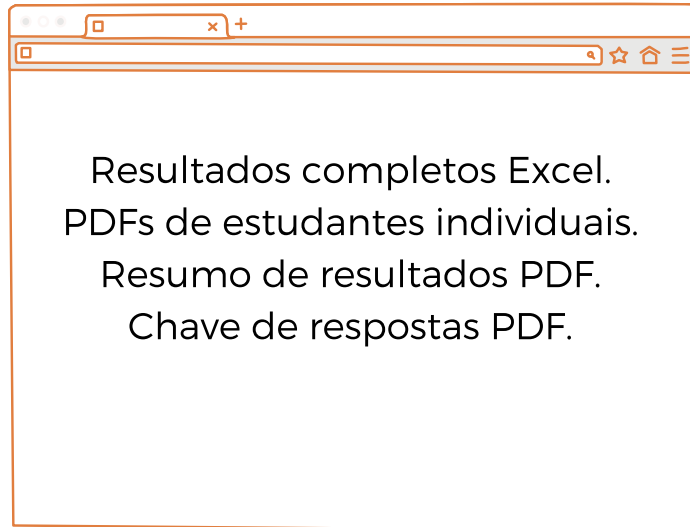 Resultados completos Excel.
PDFs de estudantes individuais.
Resumo de resultados PDF.
Chave de respostas PDF.